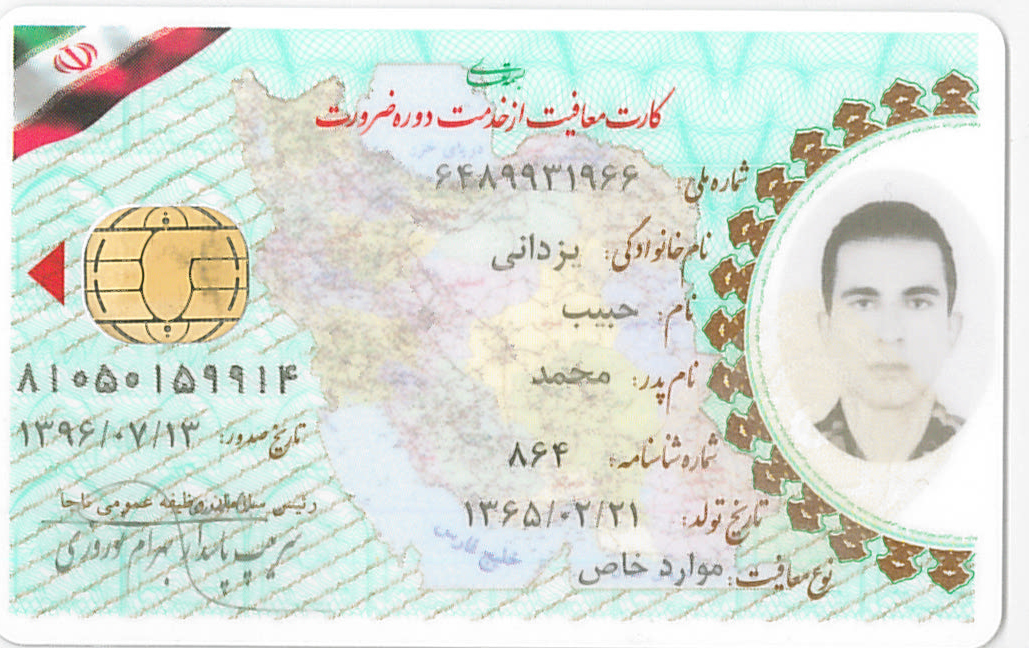 بسمه تعالی
کارت معافیت از خدمت دوره ضرورت
شماره ملی: ۶۴۸۹۹۳۱۹۶۶
نام خانوادگی: یزدانی
نام: حبیب
نام پدر: محمد
شماره شناسنامه: ۸۶۴
تاریخ تولد: ۱۳۶۵/۰۲/۲۱
نوع معافیت: موارد خاص
۸۱۰۵۰۱۵۹۹۱۴
تاریخ صدور: ۱۳۹۶/۰۷/۱۳
رئیس سازمان وظیفه عمومی ناجا
سرتیپ پاسدار بهرام نوروزی
دریای خزر
خلیج فارس